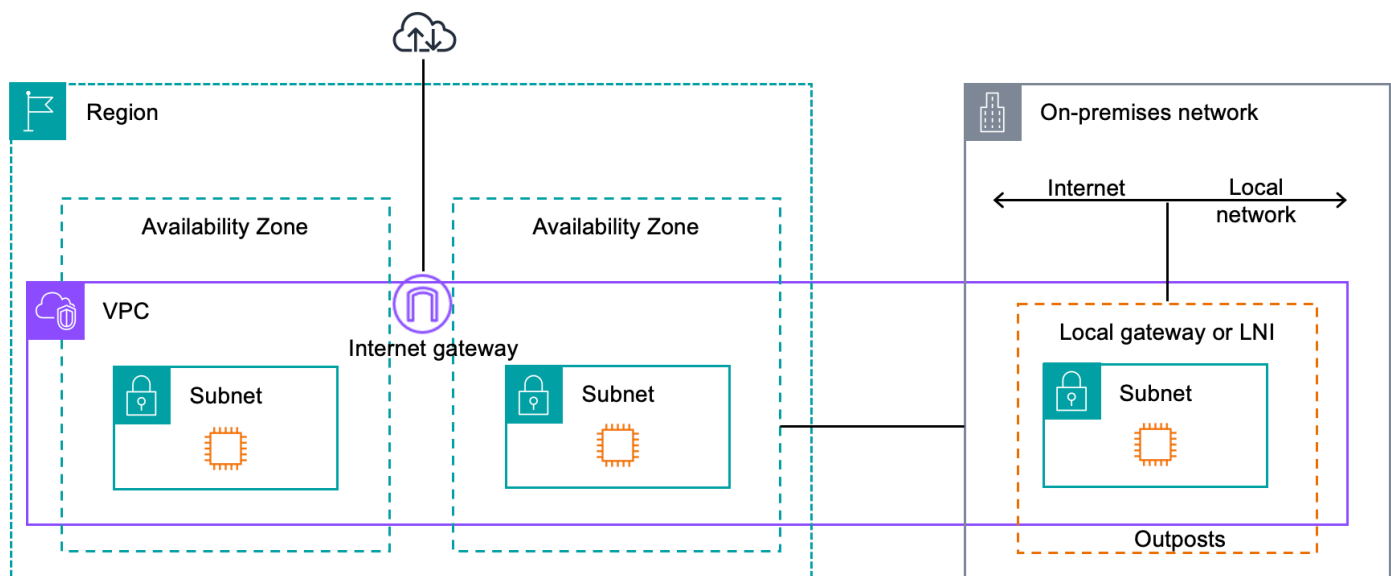 Region
On-premises network
Internet
Local
network
Availability Zone
Availability Zone
VPC
Internet gateway
Local gateway or LNI
Subnet
Subnet
Subnet
Outposts